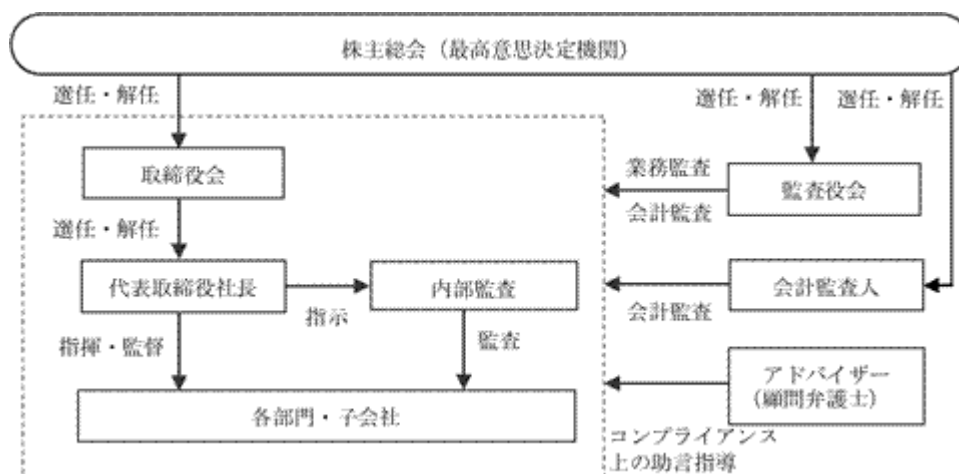 株主総会（最高意思決定機関）
選任・解任
選任・解任
選任・解任
取締役会
業務監査
監査役会
会計監査
選任・解任
代表取締役社長
内部監査
会計監査人
指示
会計監査
指揮・監督
監査
アドバイザー
（顧問弁護士）
各部門・子会社
コンプライアンス
上の助言指導